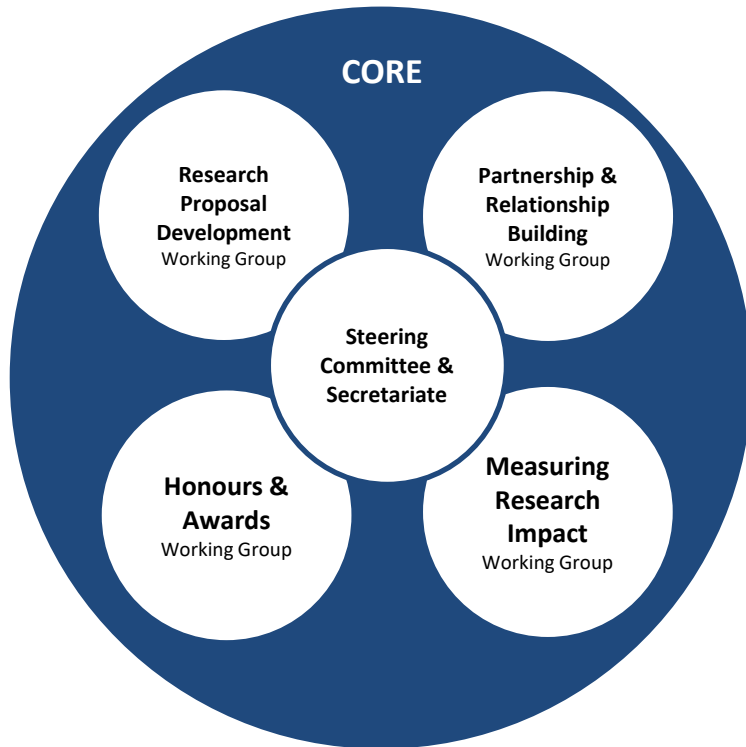 CORE
Research
Proposal
Development
Working Group
Partnership &
Relationship
Building
Working Group
Steering
Committee &
Secretariate
Honours &
Awards
Working Group
Measuring
Research
Impact
Working Group